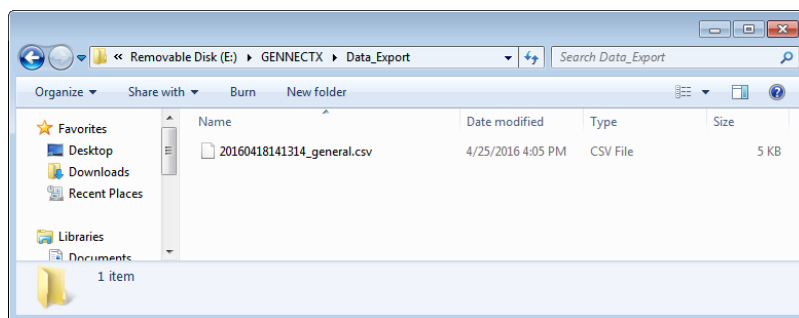 « Removable Disk (E:) ▸ GENNECTX ▸ Data_Export
Search Data_Export
Organize ▾ Share with ▾ Burn New folder
Favorites
Desktop
Downloads
Recent Places
Libraries
Documents
Name Date modified Type Size
20160418141314_general.csv 4/25/2016 4:05 PM CSV File 5 KB
1 item